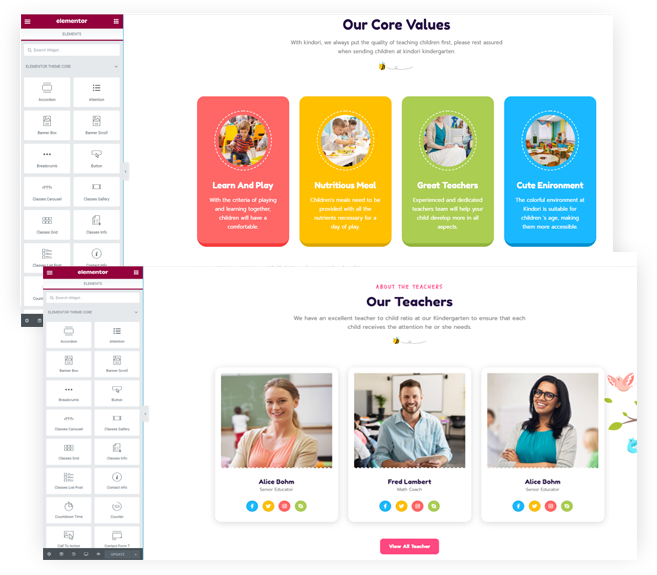 elementor
ELEMENTS
Search Widget
ELEMENTOR THEME CORE
Accordion
Attention
Banner Box
Banner Scroll
Breadcrumb
Button
Classes Carousel
Classes Gallery
Classes Grid
Classes Info
Classes List Post
Contact Info
Our Core Values
With kindori, we always put the quality of teaching children first, please rest assured
when sending children at kindori kindergarten.
Learn And Play
With the criteria of playing
and learning together,
children will have a
comfortable.
Nutritious Meal
Children's meals need to be
provided with all the
nutrients necessary for a
day of play
Great Teachers
Experienced and dedicated
teachers team will help your
child develop more in all
aspects.
Cute Enironment
The colorful environment at
Kindori is suitable for
children 's age, making
them more accessible.
elementor
ELEMENTS
Search Widget
ELEMENTOR THEME CORE
Accordion
Attention
Banner Box
Banner Scroll
Breadcrumb
Button
Classes Carousel
Classes Gallery
Classes Grid
Classes Info
Classes List Post
Contact Info
Countdown Time
Counter
Call To Action
Contact Form 7
UPDATE
ABOUT THE TEACHERS
Our Teachers
We have an excellent teacher to child ratio at our Kindergarten to ensure that each
child receives the attention he or she needs.
Alice Bohm
Senior Educator
Fred Lambert
Math Coach
Alice Bohm
Senior Educator
View All Teacher